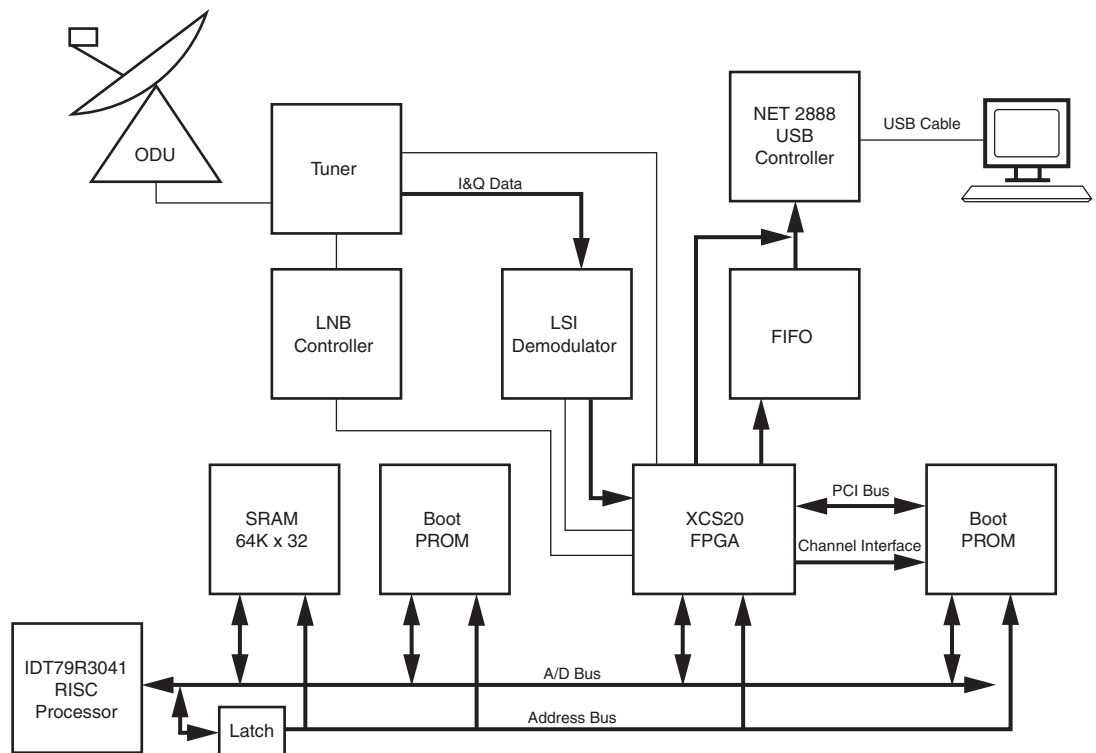 ODU
Tuner
I&Q Data
NET 2888
USB
Controller
USB Cable
LNB
Controller
LSI
Demodulator
FIFO
SRAM
64K x 32
Boot
PROM
XCS20
FPGA
PCI Bus
Channel Interface
Boot
PROM
IDT79R3041
RISC
Processor
A/D Bus
Latch
Address Bus